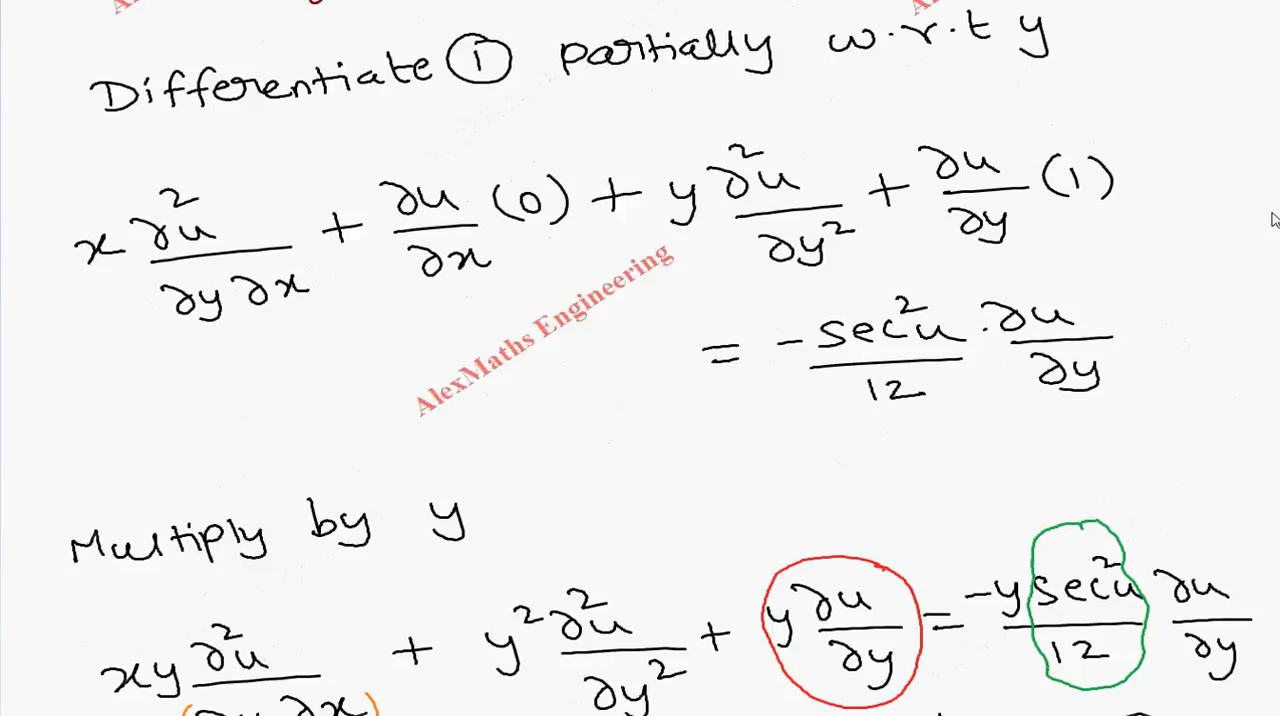 Differentiate ① partially w.r.t y
x ∂²u/∂y∂x + ∂u/∂x (0) + y ∂²u/∂y² + ∂u/∂y (1)
= -sec²u/12 · ∂u/∂y
AlexMaths Engineering
Multiply by y
xy ∂²u/∂y∂x + y² ∂²u/∂y² + y ∂u/∂y = -y sec²u/12 ∂u/∂y